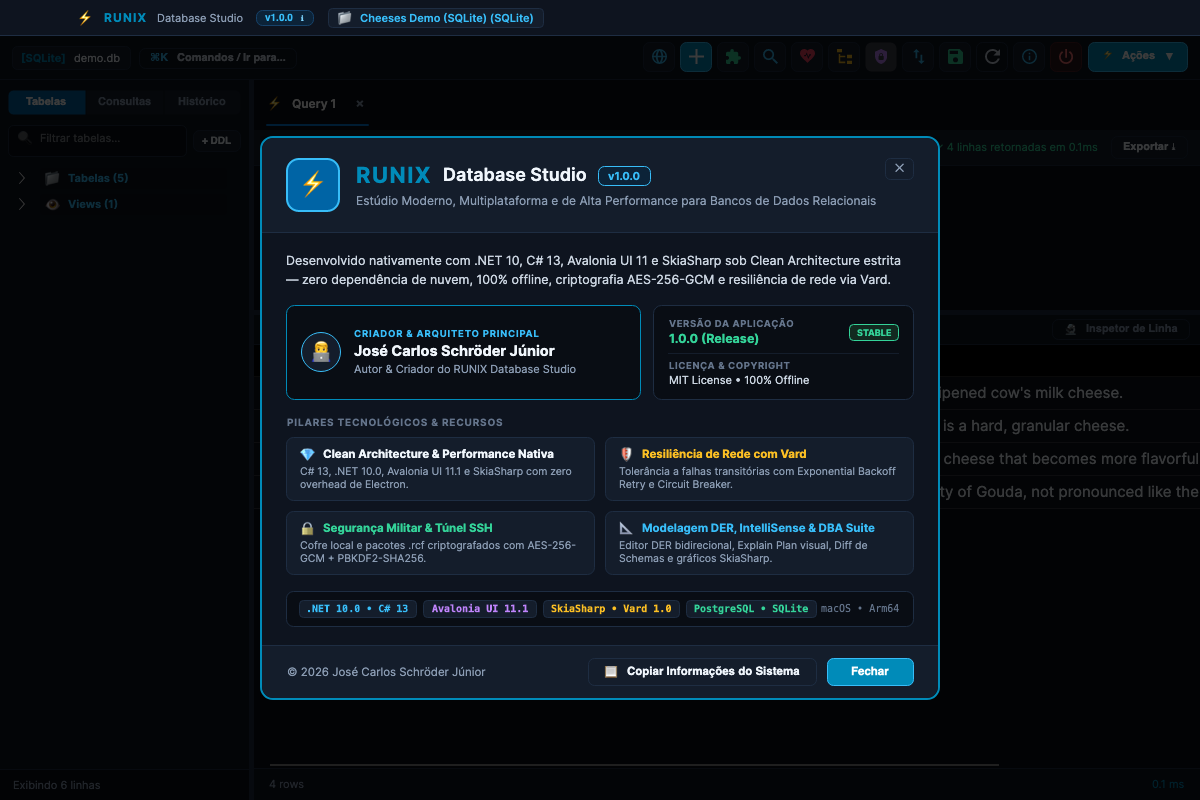 RUNIX Database Studio v1.0.0 Cheeses Demo (SQLite) (SQLite)
[SQLite] demo.db ⌘K Comandos / Ir para... Ações
Tabelas Consultas Histórico
Query 1
Filtrar tabelas... + DDL
4 linhas retornadas em 0.1ms Exportar
Tabelas (5)
Views (1)
RUNIX Database Studio v1.0.0
Estúdio Moderno, Multiplataforma e de Alta Performance para Bancos de Dados Relacionais
Desenvolvido nativamente com .NET 10, C# 13, Avalonia UI 11 e SkiaSharp sob Clean Architecture estrita
— zero dependência de nuvem, 100% offline, criptografia AES-256-GCM e resiliência de rede via Vard.
CRIADOR & ARQUITETO PRINCIPAL
José Carlos Schröder Júnior
Autor & Criador do RUNIX Database Studio
VERSÃO DA APLICAÇÃO
1.0.0 (Release)
STABLE
LICENÇA & COPYRIGHT
MIT License • 100% Offline
Inspetor de Linha
ipened cow's milk cheese.
is a hard, granular cheese.
cheese that becomes more flavorful
ty of Gouda, not pronounced like the
PILARES TECNOLÓGICOS & RECURSOS
Clean Architecture & Performance Nativa
C# 13, .NET 10.0, Avalonia UI 11.1 e SkiaSharp com zero
overhead de Electron.
Resiliência de Rede com Vard
Tolerância a falhas transitórias com Exponential Backoff
Retry e Circuit Breaker.
Segurança Militar & Túnel SSH
Cofre local e pacotes .rcf criptografados com AES-256-
GCM + PBKDF2-SHA256.
Modelagem DER, IntelliSense & DBA Suite
Editor DER bidirecional, Explain Plan visual, Diff de
Schemas e gráficos SkiaSharp.
.NET 10.0 • C# 13 Avalonia UI 11.1 SkiaSharp • Vard 1.0 PostgreSQL • SQLite macOS • Arm64
© 2026 José Carlos Schröder Júnior
Copiar Informações do Sistema
Fechar
Exibindo 6 linhas
4 rows
0.1 ms